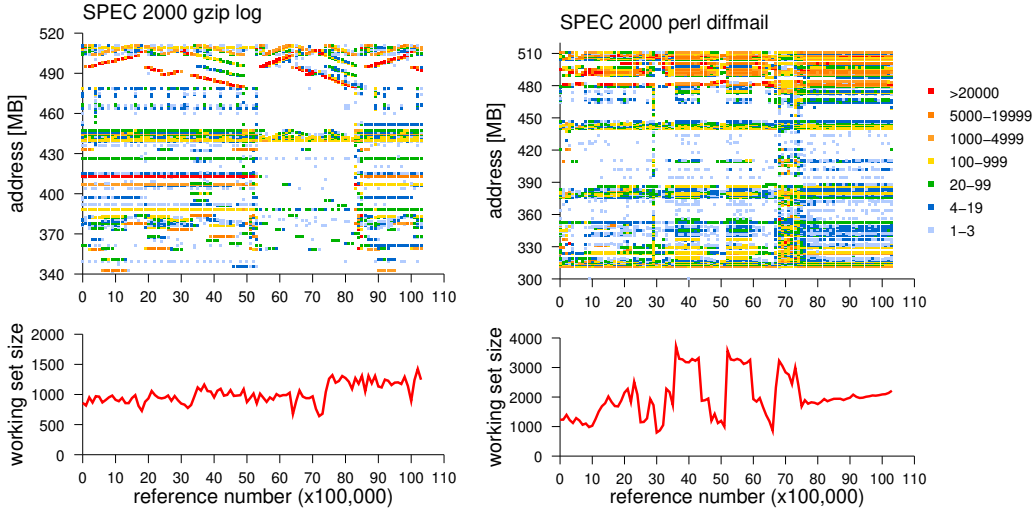 SPEC 2000 gzip log
address [MB]
520
490
460
430
400
370
340
0 10 20 30 40 50 60 70 80 90 100 110
working set size
2000
1500
1000
500
0
0 10 20 30 40 50 60 70 80 90 100 110
reference number (x100,000)
SPEC 2000 perl diffmail
address [MB]
510
480
450
420
390
360
330
300
0 10 20 30 40 50 60 70 80 90 100 110
working set size
4000
3000
2000
1000
0
0 10 20 30 40 50 60 70 80 90 100 110
reference number (x100,000)
>20000
5000−19999
1000−4999
100−999
20−99
4−19
1−3